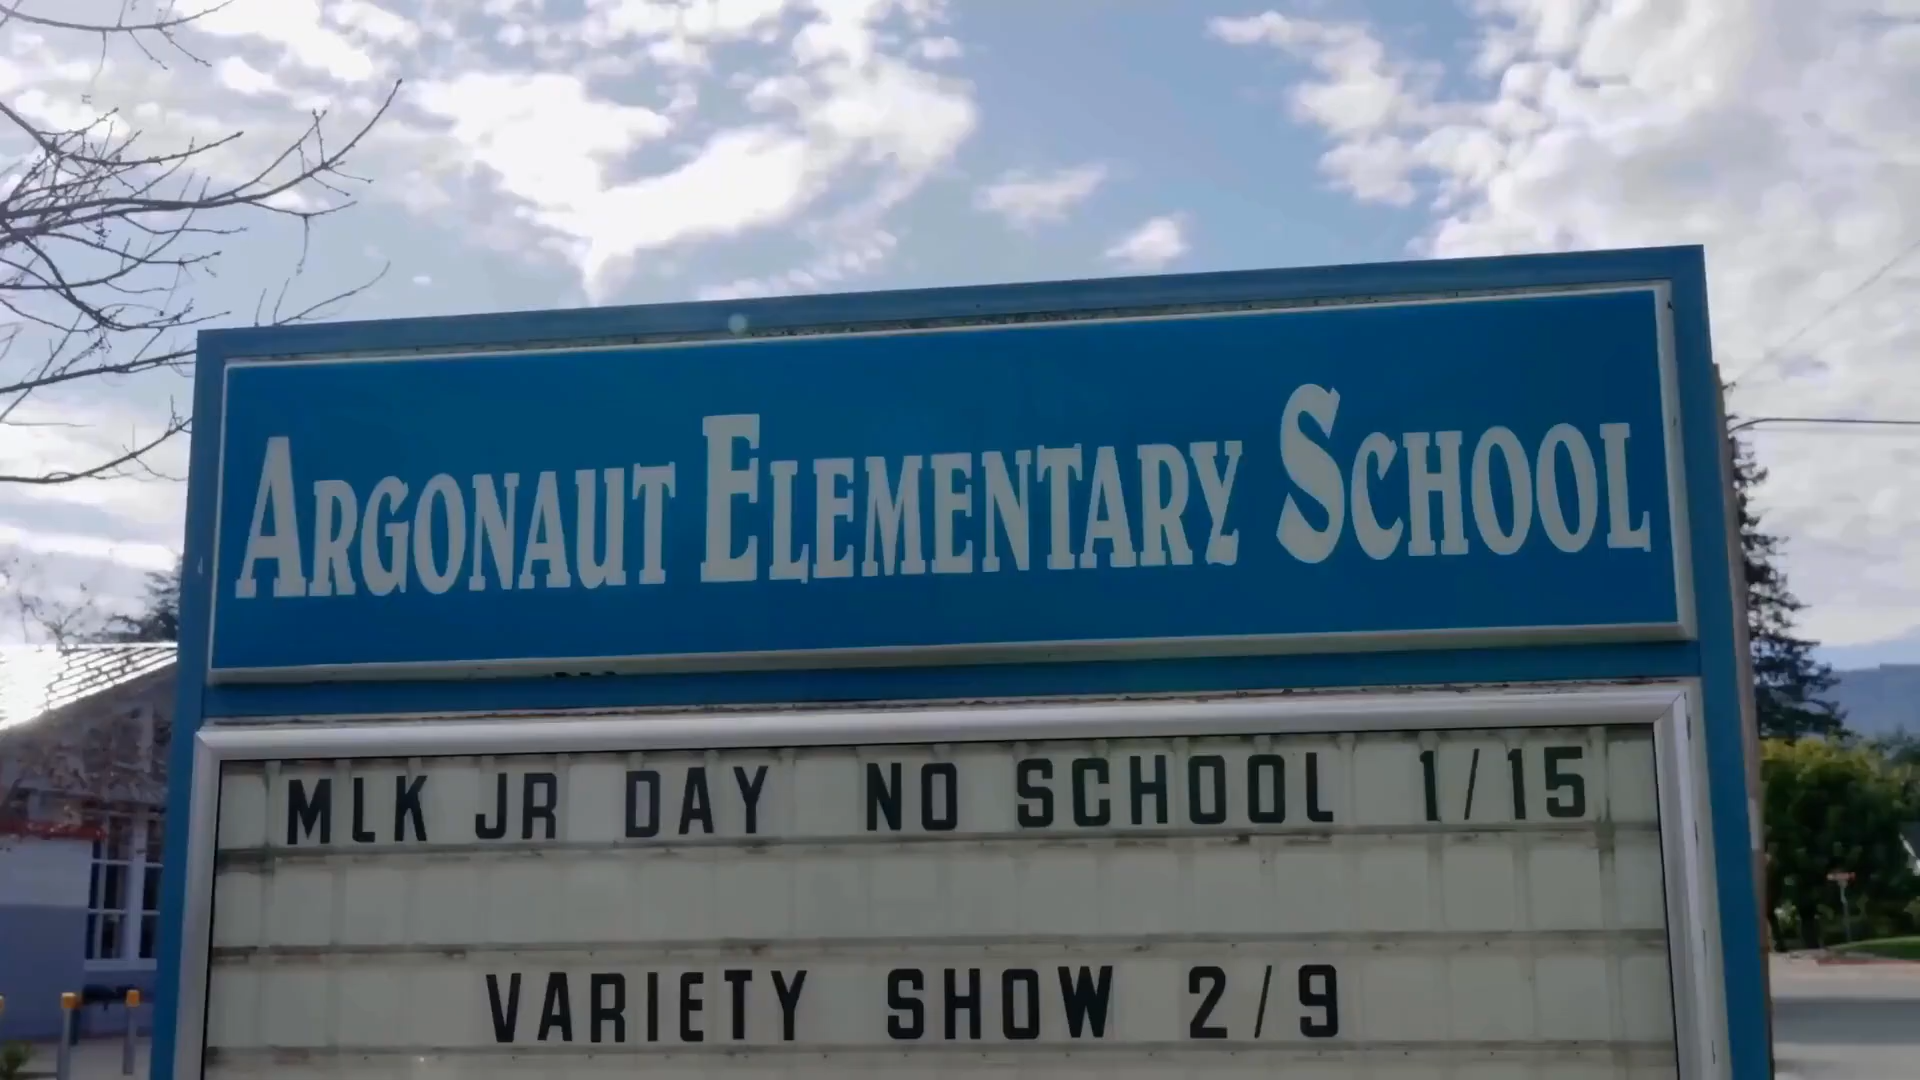 ARGONAUT ELEMENTARY SCHOOL
MLK JR DAY NO SCHOOL 1/15
VARIETY SHOW 2/9